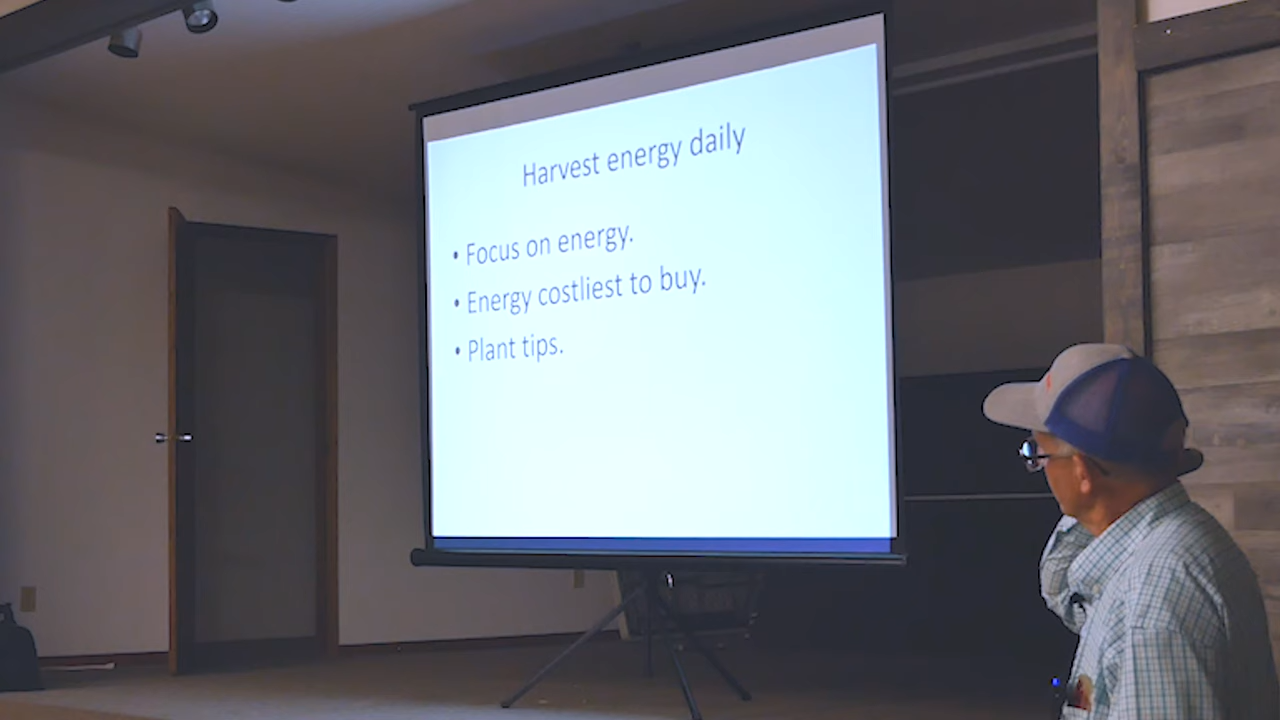 Harvest energy daily
• Focus on energy.
• Energy costliest to buy.
• Plant tips.